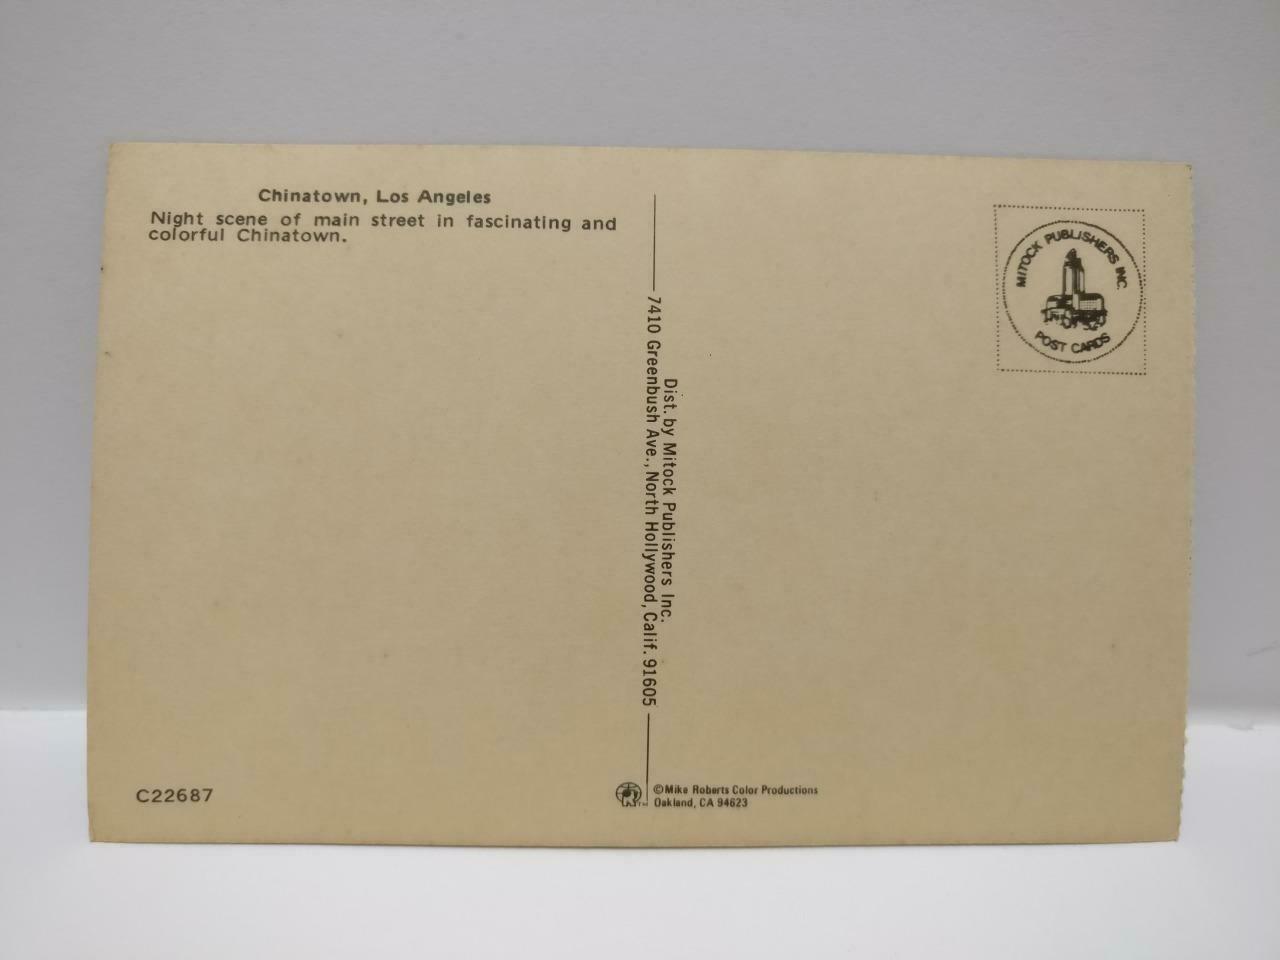 Chinatown, Los Angeles
Night scene of main street in fascinating and
colorful Chinatown.
MITOCK PUBLISHERS INC.
POST CARDS
Dist. by Mitock Publishers Inc.
7410 Greenbush Ave., North Hollywood, Calif. 91605
C22687
TM
©Mike Roberts Color Productions
Oakland, CA 94623